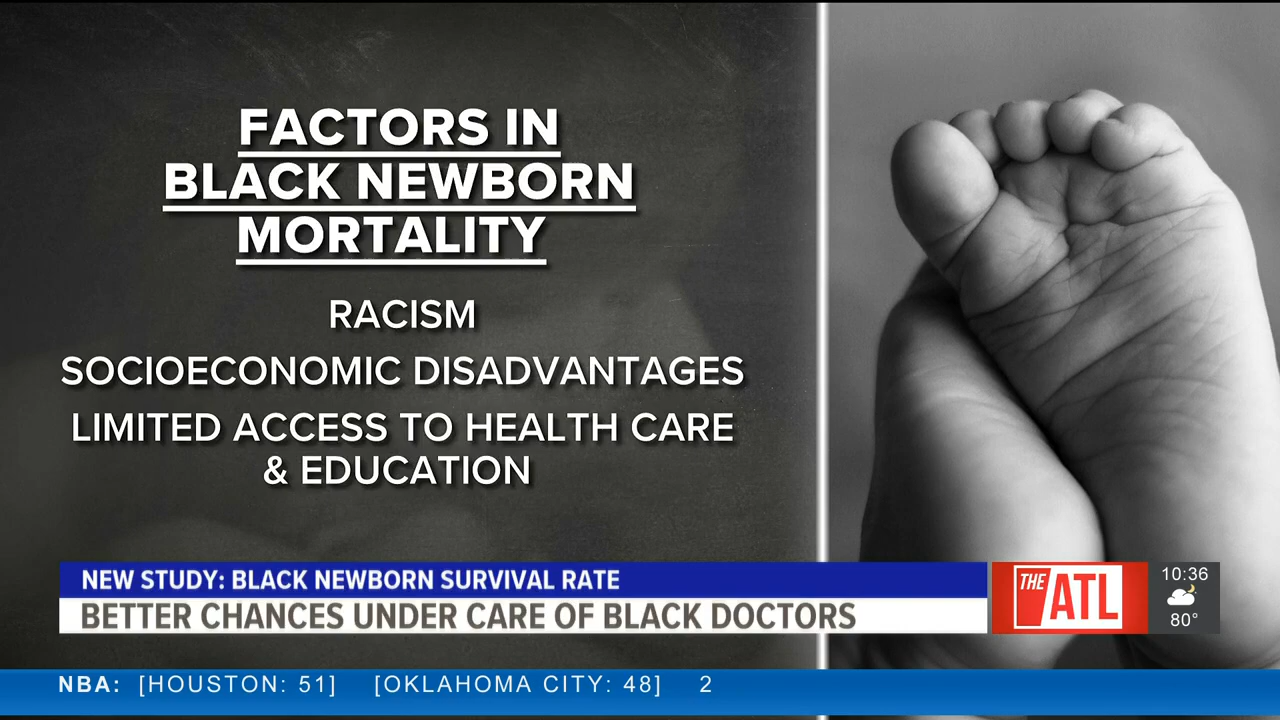 FACTORS IN
BLACK NEWBORN
MORTALITY
RACISM
SOCIOECONOMIC DISADVANTAGES
LIMITED ACCESS TO HEALTH CARE
& EDUCATION
NEW STUDY: BLACK NEWBORN SURVIVAL RATE
BETTER CHANCES UNDER CARE OF BLACK DOCTORS
THE ATL
10:36
80°
NBA: [HOUSTON: 51] [OKLAHOMA CITY: 48] 2